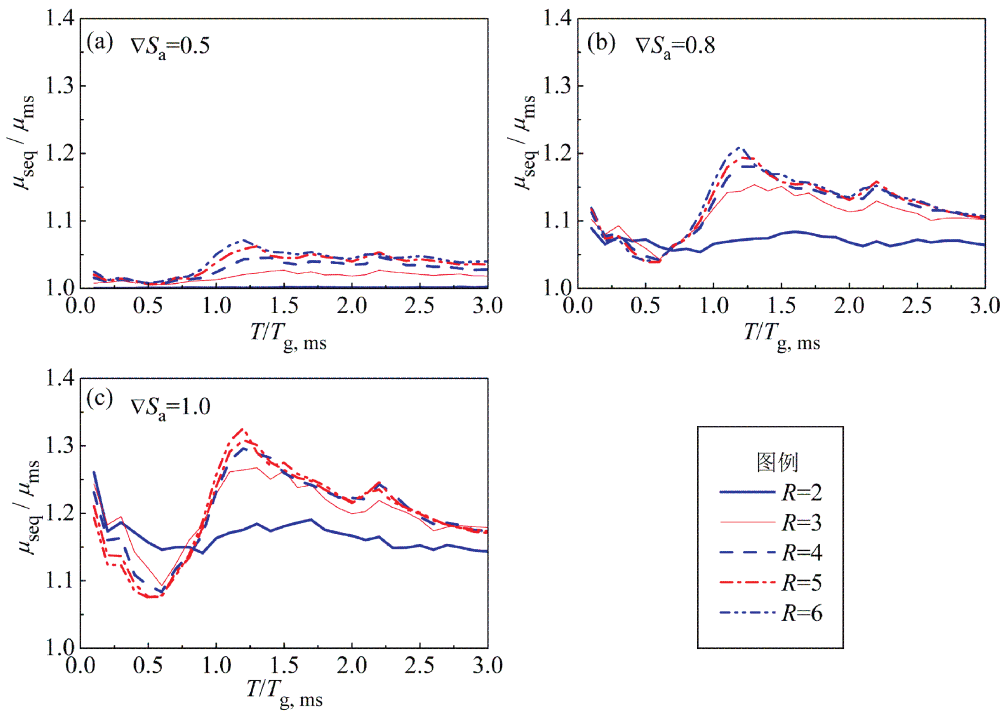 (a) ∇Sa=0.5
μseq / μms
1.4
1.3
1.2
1.1
1.0
0.0 0.5 1.0 1.5 2.0 2.5 3.0
T/Tg, ms
(b) ∇Sa=0.8
μseq / μms
1.4
1.3
1.2
1.1
1.0
0.0 0.5 1.0 1.5 2.0 2.5 3.0
T/Tg, ms
(c) ∇Sa=1.0
μseq / μms
1.4
1.3
1.2
1.1
1.0
0.0 0.5 1.0 1.5 2.0 2.5 3.0
T/Tg, ms
图例
R=2
R=3
R=4
R=5
R=6